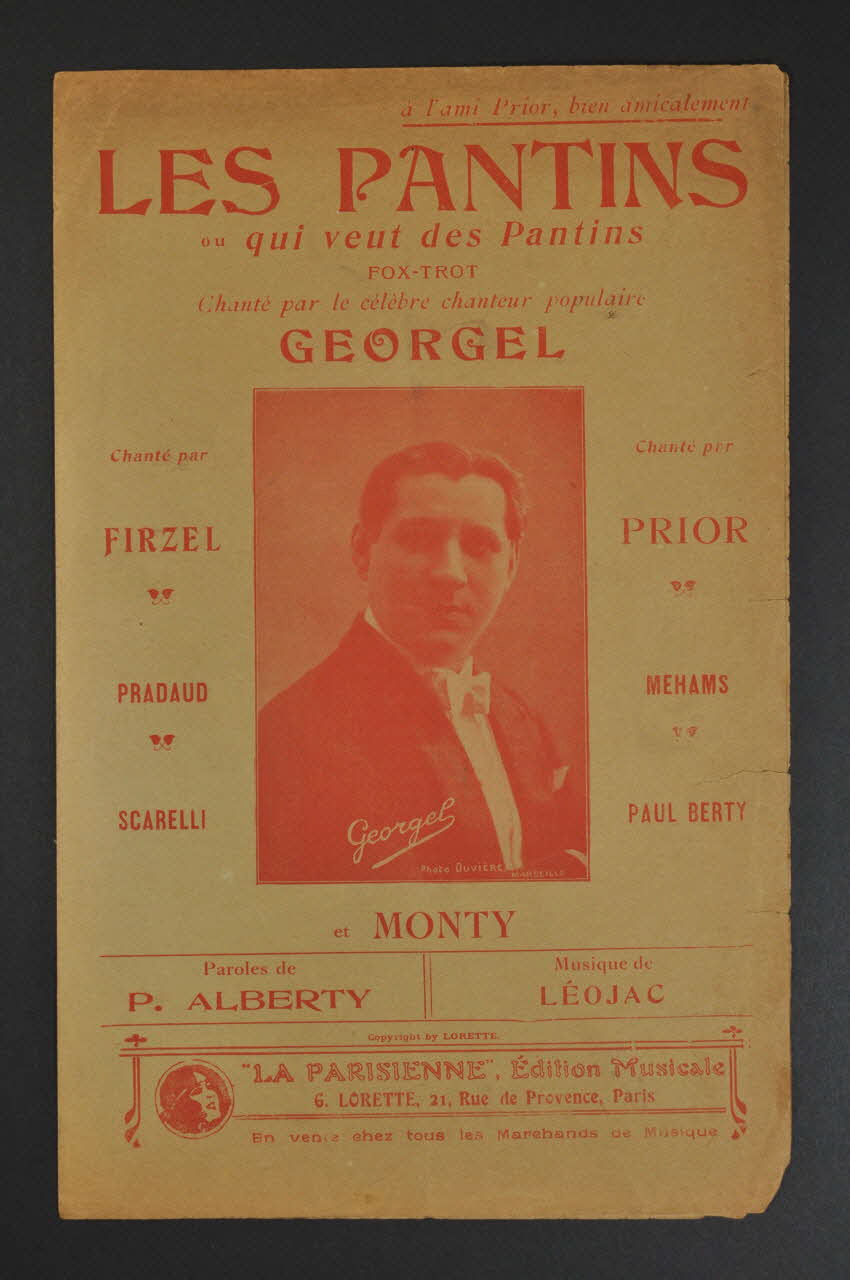 à l'ami Prior, bien amicalement
LES PANTINS
ou qui veut des Pantins
FOX-TROT
Chanté par le célèbre chanteur populaire
GEORGEL
Chanté par
FIRZEL
PRADAUD
SCARELLI
Chanté par
PRIOR
MEHAMS
PAUL BERTY
Georgel
Photo DUVIÈRE MARSEILLE
et MONTY
Paroles de
P. ALBERTY
Musique de
LÉOJAC
Copyright by LORETTE.
"LA PARISIENNE", Édition Musicale
G. LORETTE, 21, Rue de Provence, Paris
En vente chez tous les Marchands de Musique